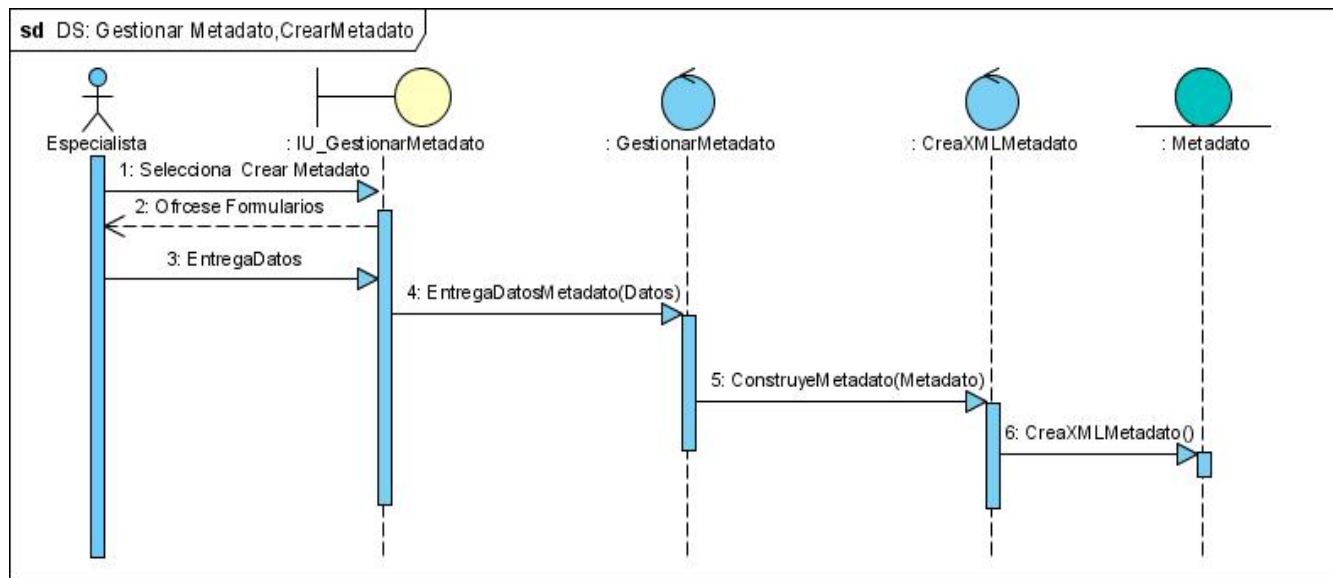 sd DS: Gestionar Metadato,CrearMetadato
Especialista
: IU_GestionarMetadato
: GestionarMetadato
: CreaXMLMetadato
: Metadato
1: Selecciona Crear Metadato
2: Ofrcese Formularios
3: EntregaDatos
4: EntregaDatosMetadato(Datos)
5: ConstruyeMetadato(Metadato)
6: CreaXMLMetadato()